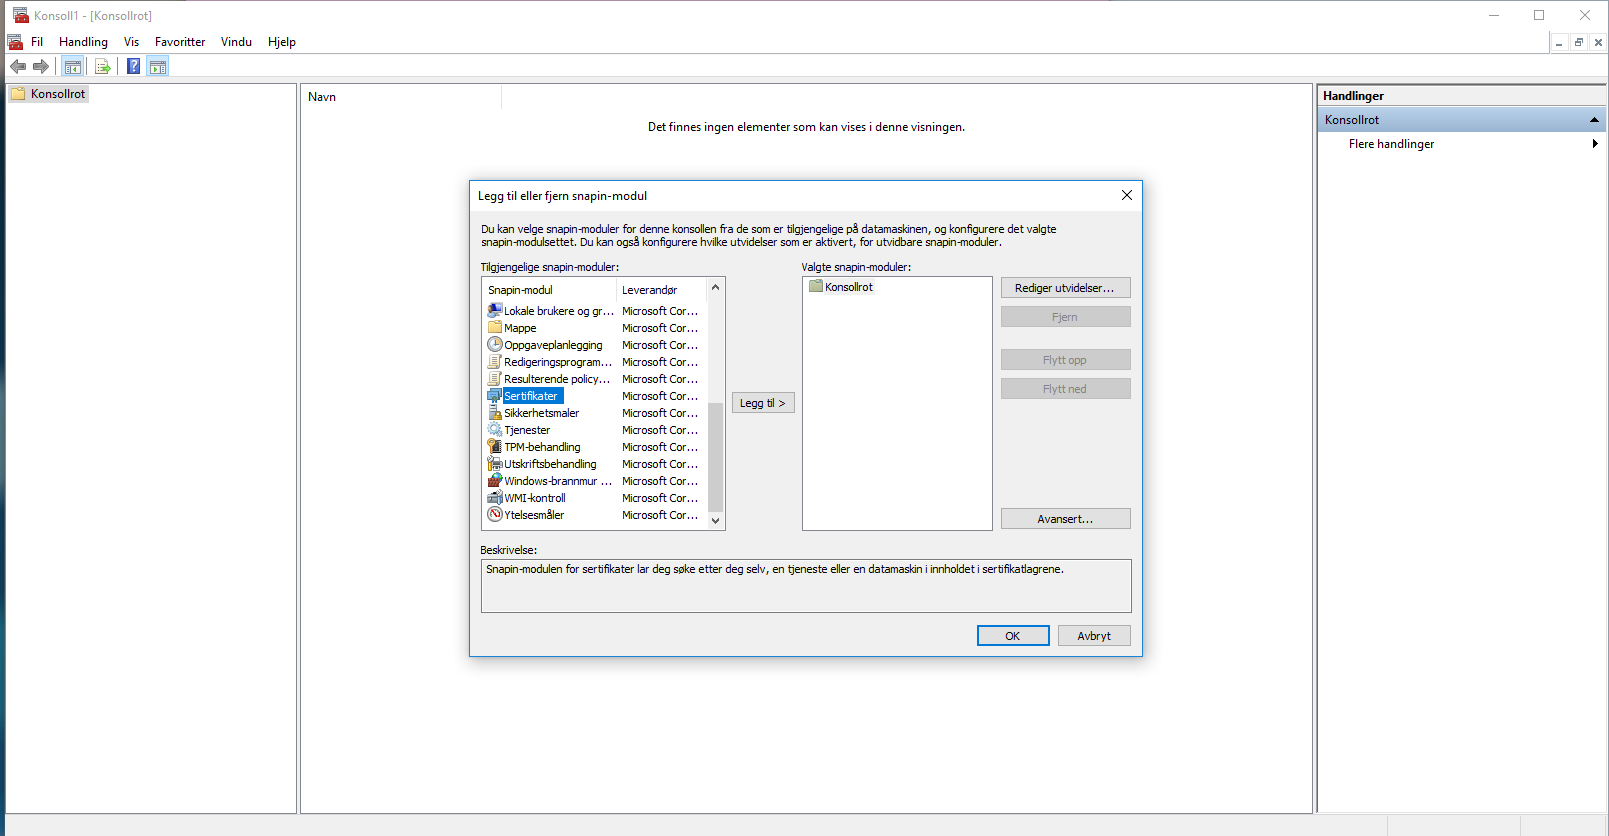 Konsoll1 - [Konsollrot]
Fil Handling Vis Favoritter Vindu Hjelp
Konsollrot
Navn
Det finnes ingen elementer som kan vises i denne visningen.
Handlinger
Konsollrot
Flere handlinger
Legg til eller fjern snapin-modul
Du kan velge snapin-moduler for denne konsollen fra de som er tilgjengelige på datamaskinen, og konfigurere det valgte
snapin-modulsettet. Du kan også konfigurere hvilke utvidelser som er aktivert, for utvidbare snapin-moduler.
Tilgjengelige snapin-moduler:
Snapin-modul Leverandør
Lokale brukere og gr... Microsoft Cor...
Mappe Microsoft Cor...
Oppgaveplanlegging Microsoft Cor...
Redigeringsprogram... Microsoft Cor...
Resulterende policy... Microsoft Cor...
Sertifikater Microsoft Cor...
Sikkerhetsmaler Microsoft Cor...
Tjenester Microsoft Cor...
TPM-behandling Microsoft Cor...
Utskriftsbehandling Microsoft Cor...
Windows-brannmur ... Microsoft Cor...
WMI-kontroll Microsoft Cor...
Ytelsesmåler Microsoft Cor...
Legg til >
Valgte snapin-moduler:
Konsollrot
Rediger utvidelser...
Fjern
Flytt opp
Flytt ned
Avansert...
Beskrivelse:
Snapin-modulen for sertifikater lar deg søke etter deg selv, en tjeneste eller en datamaskin i innholdet i sertifikatlagrene.
OK Avbryt